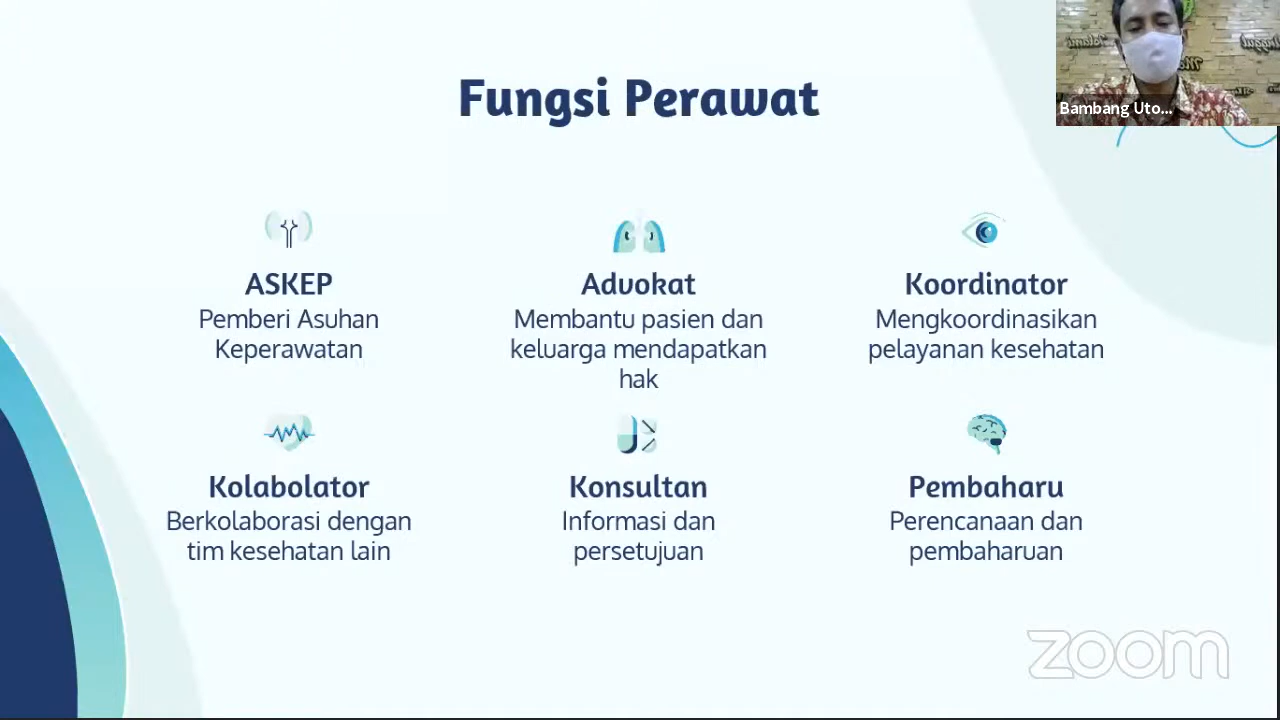 Fungsi Perawat
Bambang Uto...
ASKEP
Pemberi Asuhan
Keperawatan
Advokat
Membantu pasien dan
keluarga mendapatkan
hak
Koordinator
Mengkoordinasikan
pelayanan kesehatan
Kolabolator
Berkolaborasi dengan
tim kesehatan lain
Konsultan
Informasi dan
persetujuan
Pembaharu
Perencanaan dan
pembaharuan
zoom